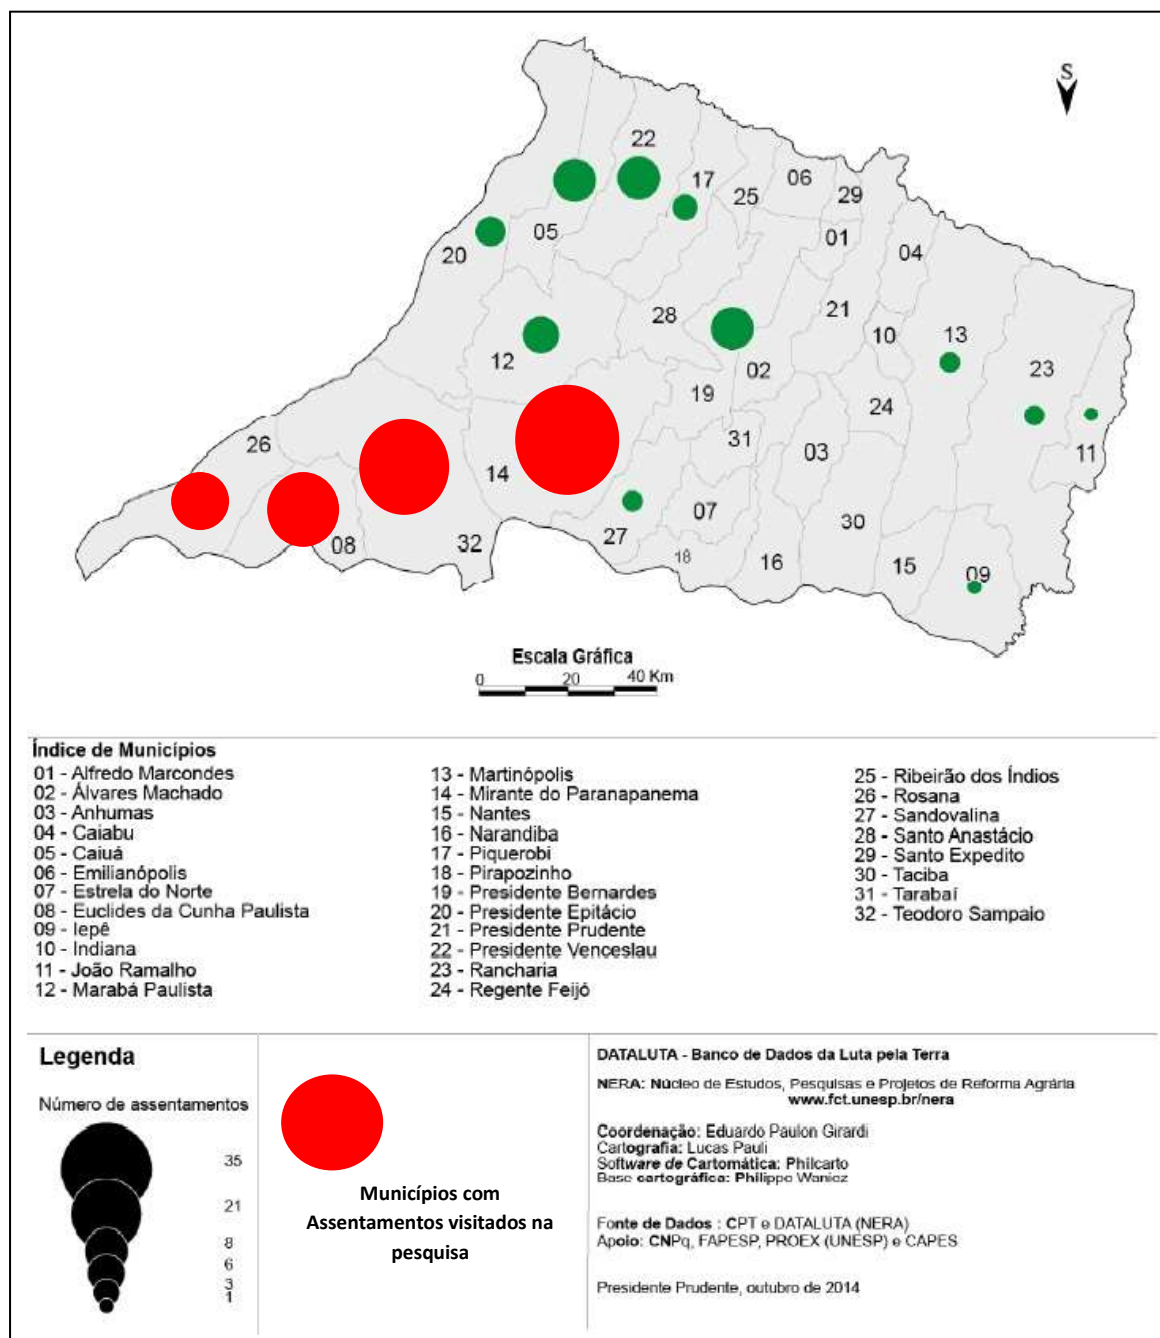 S
22
17
06
25
29
05
01
20
04
28
21
10
13
12
02
23
19
24
26
31
14
03
11
07
27
30
08
32
18
16
15
09
Escala Gráfica
0 20 40 Km
Índice de Municípios
01 - Alfredo Marcondes
02 - Álvares Machado
03 - Anhumas
04 - Caiabu
05 - Caiuá
06 - Emilianópolis
07 - Estrela do Norte
08 - Euclides da Cunha Paulista
09 - Iepê
10 - Indiana
11 - João Ramalho
12 - Marabá Paulista
13 - Martinópolis
14 - Mirante do Paranapanema
15 - Nantes
16 - Narandiba
17 - Piquerobi
18 - Pirapozinho
19 - Presidente Bernardes
20 - Presidente Epitácio
21 - Presidente Prudente
22 - Presidente Venceslau
23 - Rancharia
24 - Regente Feijó
25 - Ribeirão dos Índios
26 - Rosana
27 - Sandovalina
28 - Santo Anastácio
29 - Santo Expedito
30 - Taciba
31 - Tarabaí
32 - Teodoro Sampaio
Legenda
Número de assentamentos
35
21
8
6
3
1
Municípios com
Assentamentos visitados na
pesquisa
DATALUTA - Banco de Dados da Luta pela Terra
NERA: Núcleo de Estudos, Pesquisas e Projetos de Reforma Agrária
www.fct.unesp.br/nera
Coordenação: Eduardo Paulon Girardi
Cartografia: Lucas Pauli
Software de Cartomática: Philcarto
Base cartográfica: Philippe Waniez
Fonte de Dados : CPT e DATALUTA (NERA)
Apoio: CNPq, FAPESP, PROEX (UNESP) e CAPES
Presidente Prudente, outubro de 2014